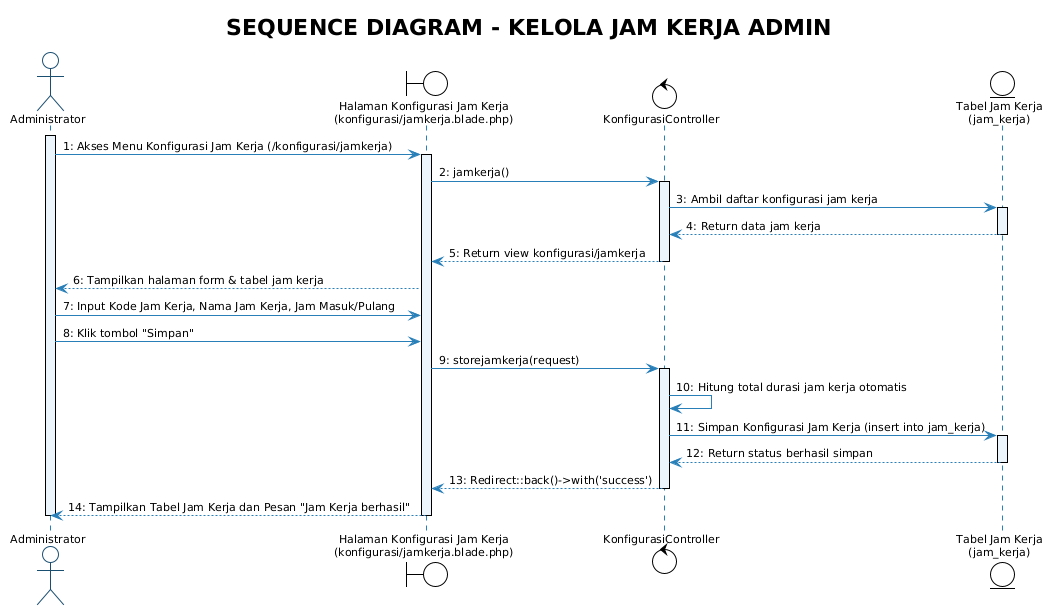 SEQUENCE DIAGRAM - KELOLA JAM KERJA ADMIN
Administrator
Halaman Konfigurasi Jam Kerja
(konfigurasi/jamkerja.blade.php)
KonfigurasiController
Tabel Jam Kerja
(jam_kerja)
1: Akses Menu Konfigurasi Jam Kerja (/konfigurasi/jamkerja)
2: jamkerja()
3: Ambil daftar konfigurasi jam kerja
4: Return data jam kerja
5: Return view konfigurasi/jamkerja
6: Tampilkan halaman form & tabel jam kerja
7: Input Kode Jam Kerja, Nama Jam Kerja, Jam Masuk/Pulang
8: Klik tombol "Simpan"
9: storejamkerja(request)
10: Hitung total durasi jam kerja otomatis
11: Simpan Konfigurasi Jam Kerja (insert into jam_kerja)
12: Return status berhasil simpan
13: Redirect::back()->with('success')
14: Tampilkan Tabel Jam Kerja dan Pesan "Jam Kerja berhasil"
Administrator
Halaman Konfigurasi Jam Kerja
(konfigurasi/jamkerja.blade.php)
KonfigurasiController
Tabel Jam Kerja
(jam_kerja)